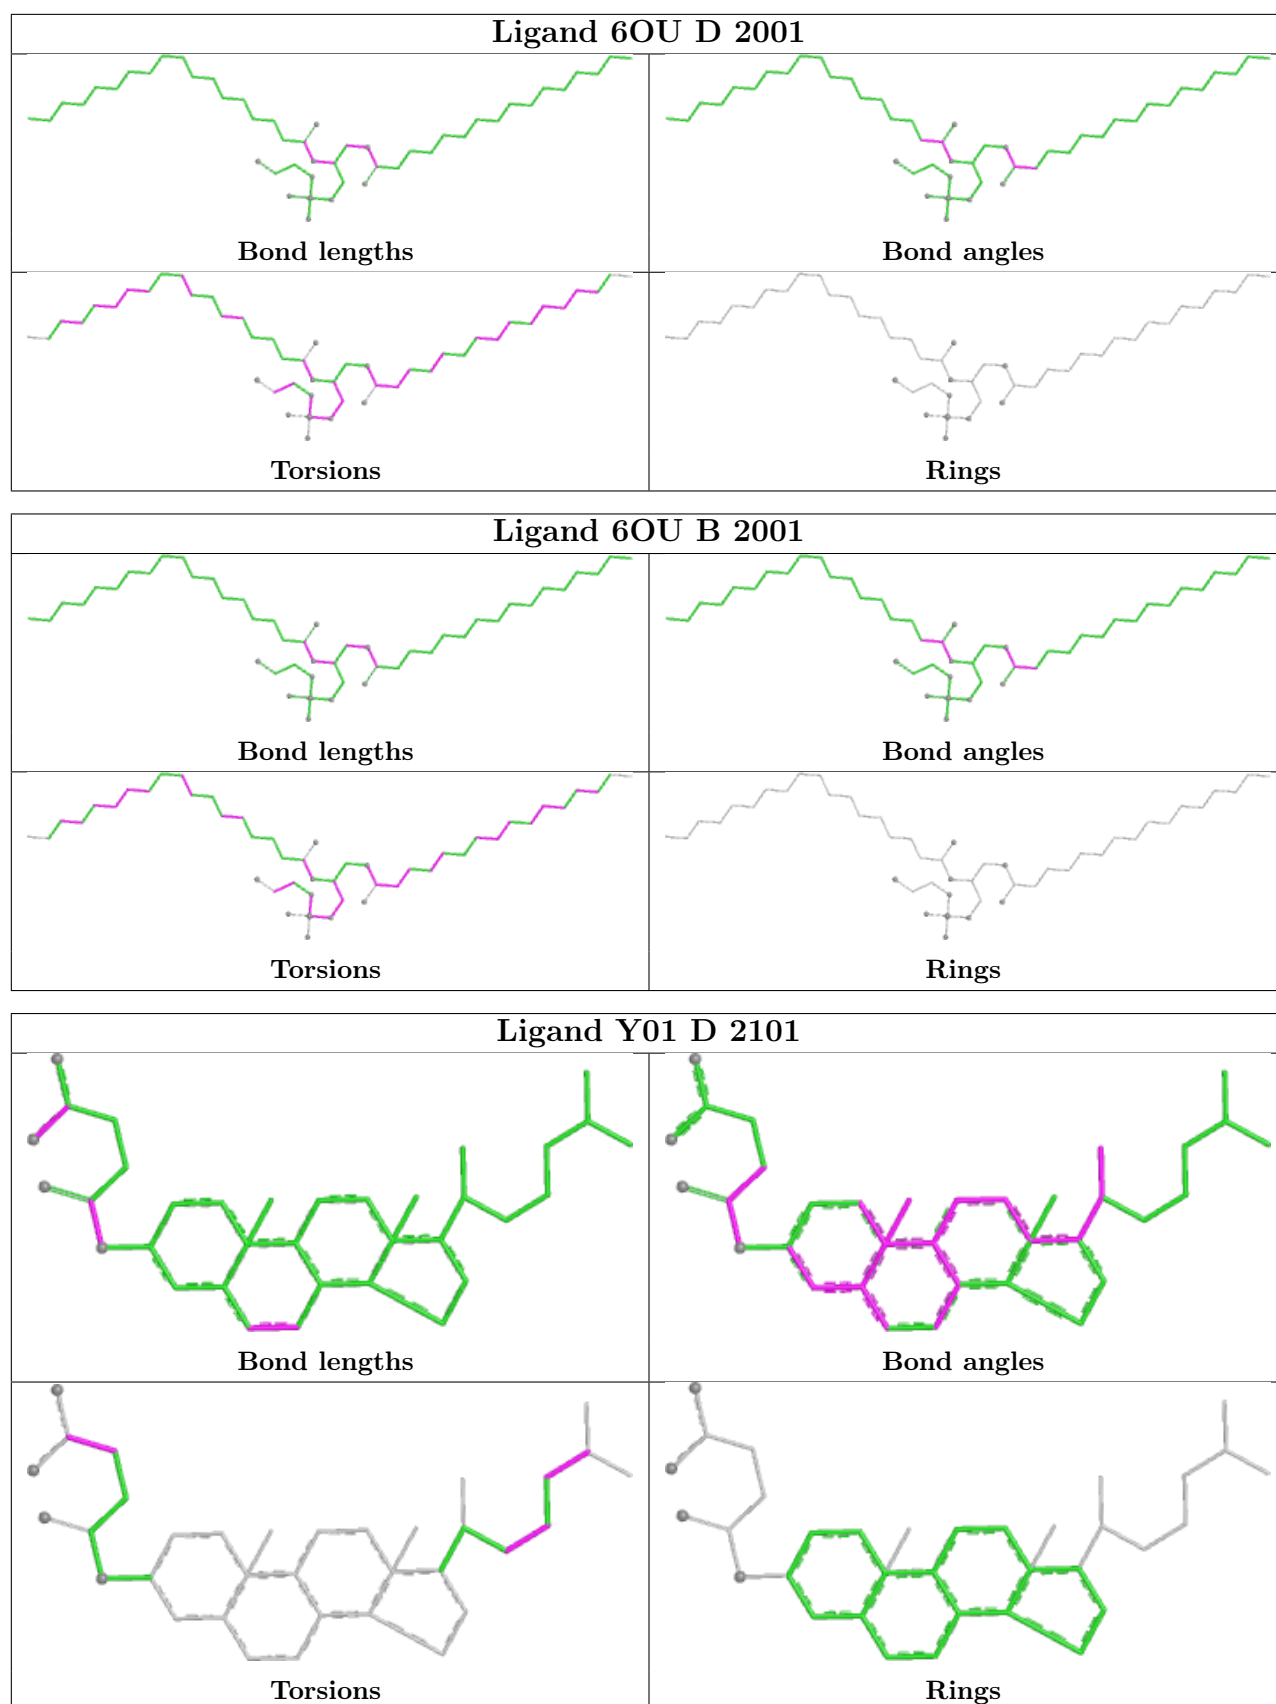 Ligand 6OU D 2001
Bond lengths
Bond angles
Torsions
Rings
Ligand 6OU B 2001
Bond lengths
Bond angles
Torsions
Rings
Ligand Y01 D 2101
Bond lengths
Bond angles
Torsions
Rings